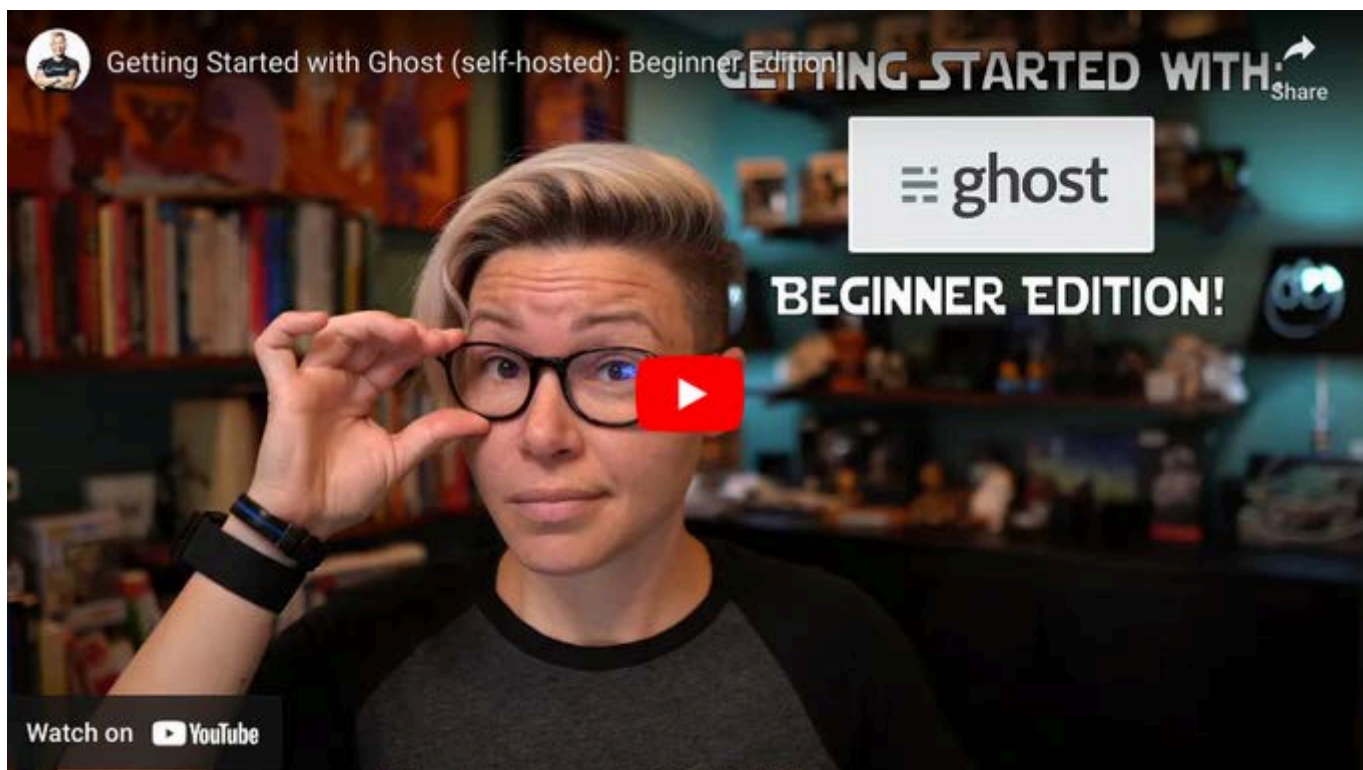 Getting Started with Ghost (self-hosted): Beginner Edition!
GETTING STARTED WITH:
Share
ghost
BEGINNER EDITION!
Watch on YouTube